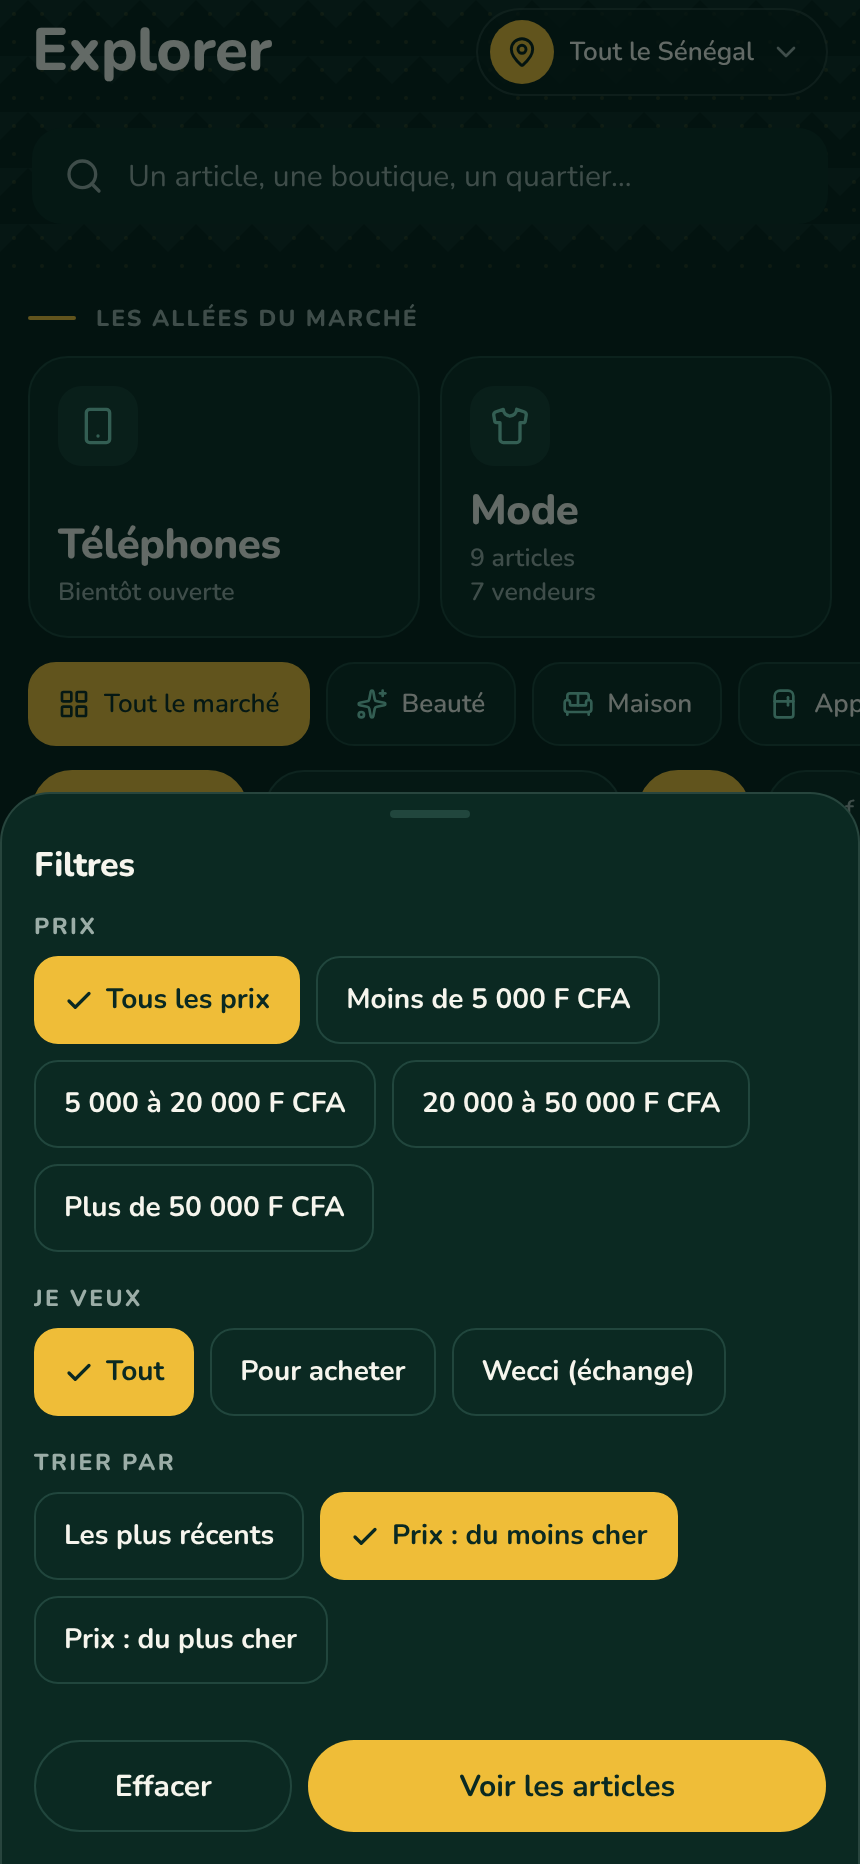 Explorer
Tout le Sénégal
Un article, une boutique, un quartier...
LES ALLÉES DU MARCHÉ
Téléphones
Bientôt ouverte
Mode
9 articles
7 vendeurs
Tout le marché
Beauté
Maison
App
Filtres
PRIX
Tous les prix
Moins de 5 000 F CFA
5 000 à 20 000 F CFA
20 000 à 50 000 F CFA
Plus de 50 000 F CFA
JE VEUX
Tout
Pour acheter
Wecci (échange)
TRIER PAR
Les plus récents
Prix : du moins cher
Prix : du plus cher
Effacer
Voir les articles